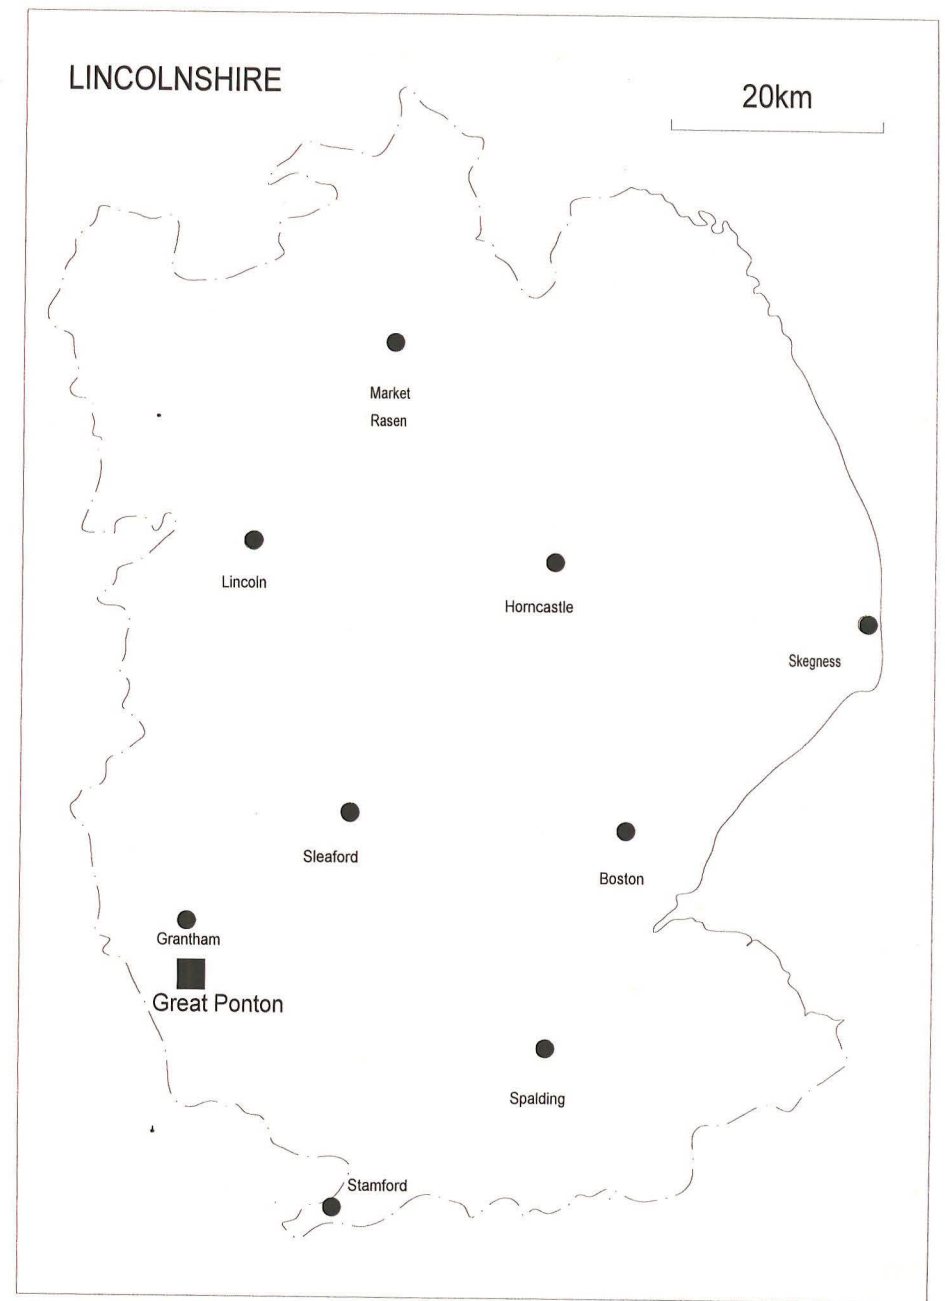 LINCOLNSHIRE
20km
Market
Rasen
Lincoln
Horncastle
Skegness
Sleaford
Boston
Grantham
Great Ponton
Spalding
Stamford